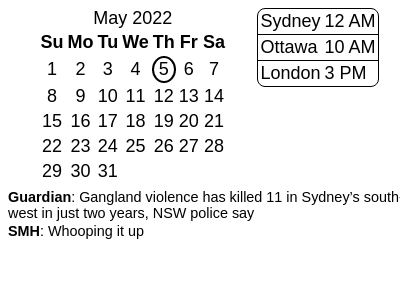 May 2022
Su Mo Tu We Th Fr Sa
1 2 3 4 5 6 7
8 9 10 11 12 13 14
15 16 17 18 19 20 21
22 23 24 25 26 27 28
29 30 31
Sydney 12 AM
Ottawa 10 AM
London 3 PM
Guardian: Gangland violence has killed 11 in Sydney’s south-
west in just two years, NSW police say
SMH: Whooping it up